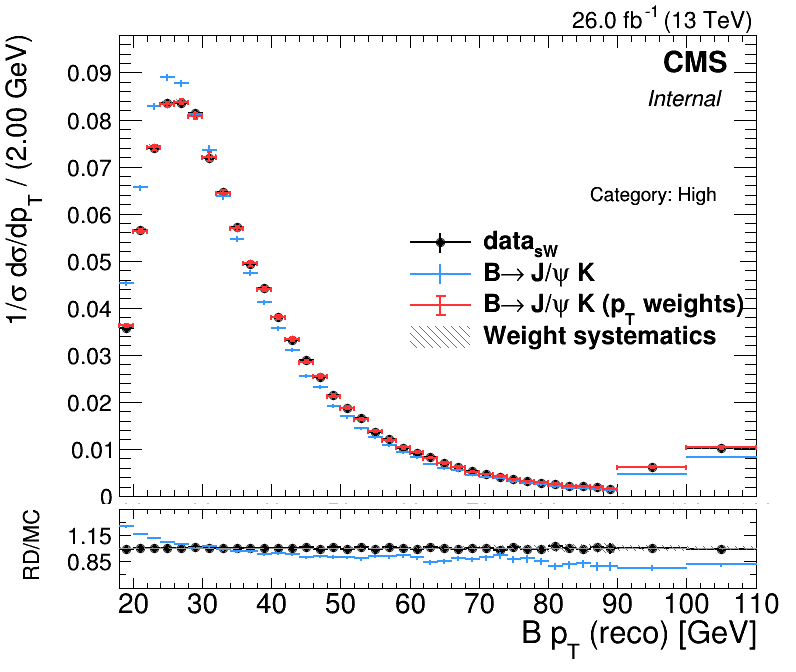 26.0 fb⁻¹ (13 TeV)
1/σ dσ/dp_T / (2.00 GeV)
0.09
0.08
0.07
0.06
0.05
0.04
0.03
0.02
0.01
0
CMS
Internal
Category: High
data_sW
B→ J/ψ K
B→ J/ψ K (p_T weights)
Weight systematics
RD/MC
1.15
0.85
20 30 40 50 60 70 80 90 100 110
B p_T (reco) [GeV]